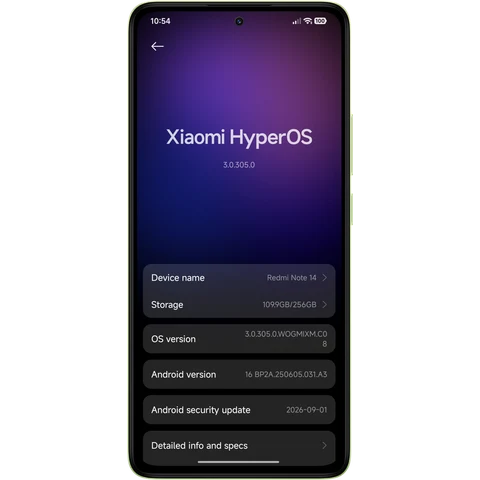 10:54
100
Xiaomi HyperOS
3.0.305.0
Device name Redmi Note 14
Storage 109.9GB/256GB
OS version 3.0.305.0.WOGMIXM.C0
8
Android version 16 BP2A.250605.031.A3
Android security update 2026-09-01
Detailed info and specs